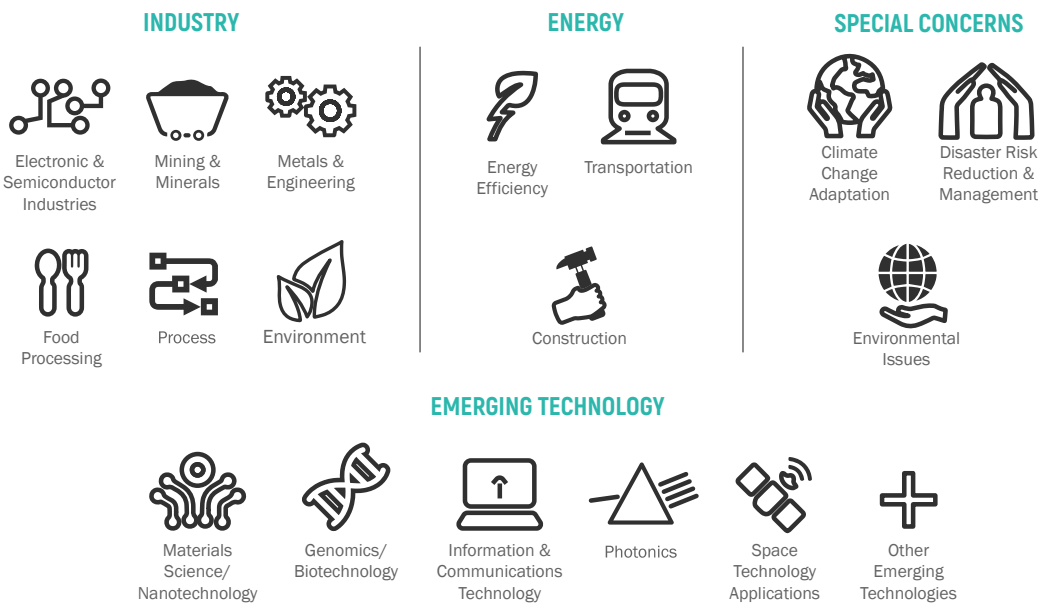 INDUSTRY
Electronic &
Semiconductor
Industries
Mining &
Minerals
Metals &
Engineering
Food
Processing
Process
Environment
ENERGY
Energy
Efficiency
Transportation
Construction
SPECIAL CONCERNS
Climate
Change
Adaptation
Disaster Risk
Reduction &
Management
Environmental
Issues
EMERGING TECHNOLOGY
Materials
Science/
Nanotechnology
Genomics/
Biotechnology
Information &
Communications
Technology
Photonics
Space
Technology
Applications
Other
Emerging
Technologies